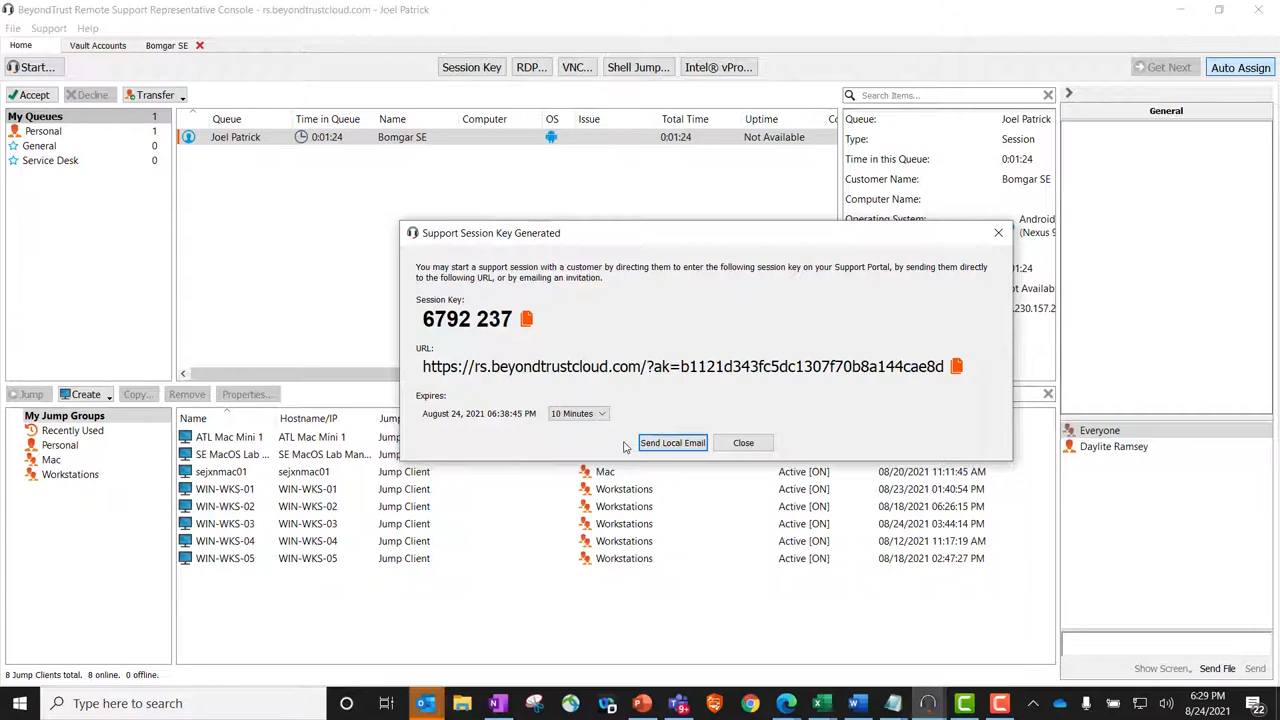 BeyondTrust Remote Support Representative Console - rs.beyondtrustcloud.com - Joel Patrick
File Support Help
Home Vault Accounts Bomgar SE
Start... Session Key RDP... VNC... Shell Jump... Intel® vPro... Get Next Auto Assign
Accept Decline Transfer Search Items...
General
My Queues 1
Personal 1
General 0
Service Desk 0
Queue Time in Queue Name Computer OS Issue Total Time Uptime
Joel Patrick 0:01:24 Bomgar SE 0:01:24 Not Available
Queue: Joel Patrick
Type: Session
Time in this Queue: 0:01:24
Customer Name: Bomgar SE
Computer Name:
Operating System: Android
(Nexus 9
Support Session Key Generated
You may start a support session with a customer by directing them to enter the following session key on your Support Portal, by sending them directly
to the following URL, or by emailing an invitation.
Session Key:
6792 237
URL:
https://rs.beyondtrustcloud.com/?ak=b1121d343fc5dc1307f70b8a144cae8d
Expires:
August 24, 2021 06:38:45 PM 10 Minutes
Send Local Email Close
Jump Create Copy... Remove Properties...
My Jump Groups
Recently Used
Personal
Mac
Workstations
Name Hostname/IP
ATL Mac Mini 1 ATL Mac Mini 1
SE MacOS Lab ... SE MacOS Lab Man...
sejxnmac01 sejxnmac01 Jump Client Mac Active [ON] 08/20/2021 11:11:45 AM
WIN-WKS-01 WIN-WKS-01 Jump Client Workstations Active [ON] 08/23/2021 01:40:54 PM
WIN-WKS-02 WIN-WKS-02 Jump Client Workstations Active [ON] 08/18/2021 06:26:15 PM
WIN-WKS-03 WIN-WKS-03 Jump Client Workstations Active [ON] 08/24/2021 03:44:14 PM
WIN-WKS-04 WIN-WKS-04 Jump Client Workstations Active [ON] 08/12/2021 11:17:19 AM
WIN-WKS-05 WIN-WKS-05 Jump Client Workstations Active [ON] 08/18/2021 02:47:27 PM
Everyone
Daylite Ramsey
8 Jump Clients total. 8 online. 0 offline.
Show Screen. Send File Send
Type here to search
6:29 PM
8/24/2021
22